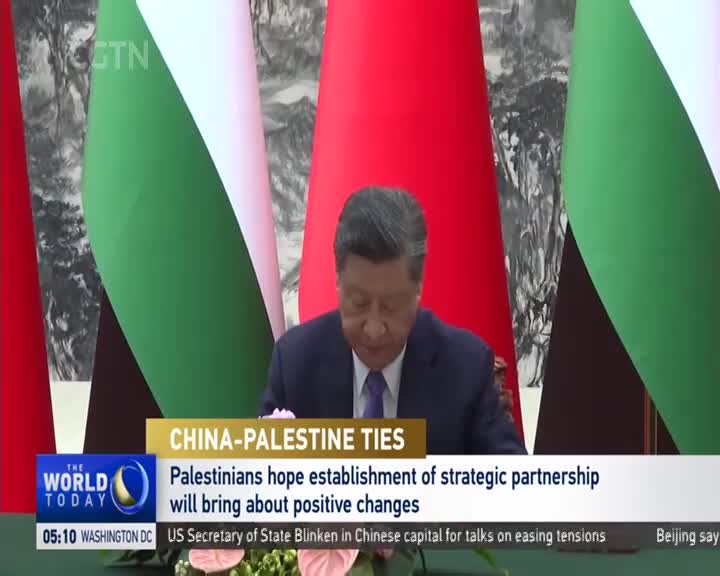 CGTN
CHINA-PALESTINE TIES
Palestinians hope establishment of strategic partnership
will bring about positive changes
THE
WORLD
TODAY
05:10 WASHINGTON DC
US Secretary of State Blinken in Chinese capital for talks on easing tensions
Beijing say